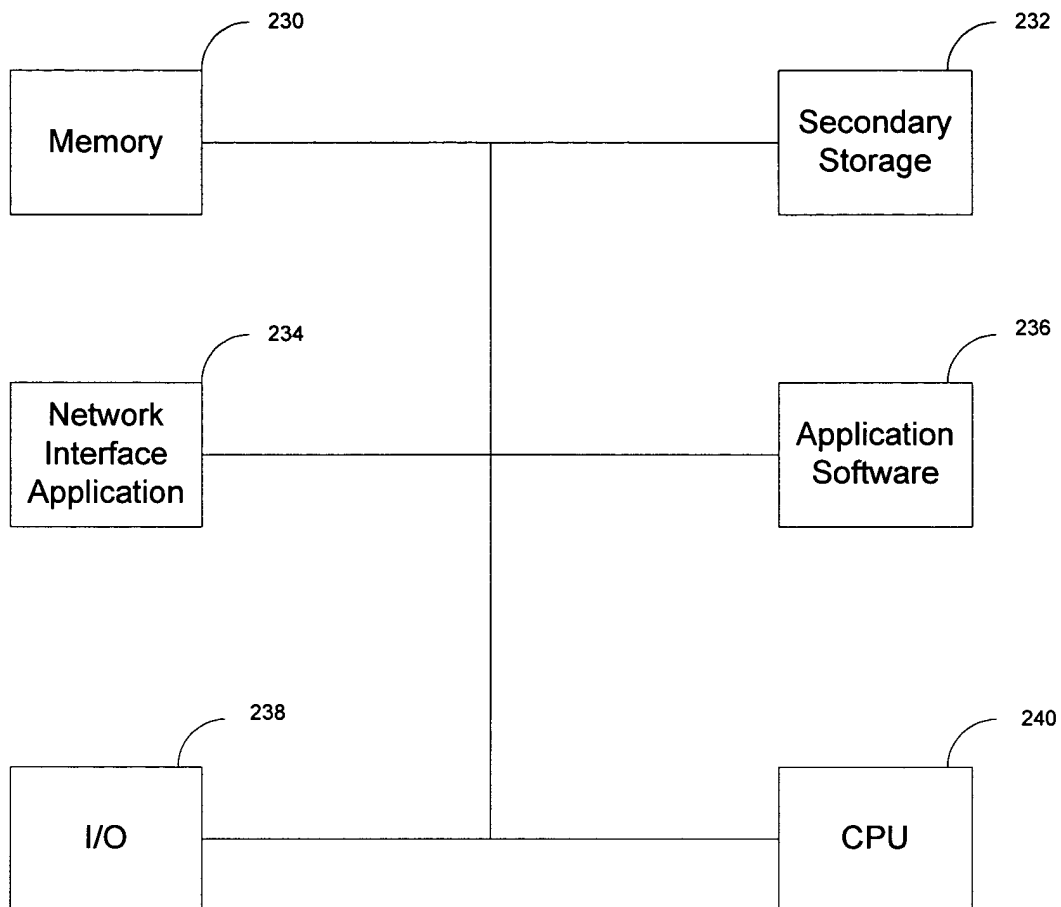 230
232
Memory
Secondary
Storage
234
236
Network
Interface
Application
Application
Software
238
240
I/O
CPU